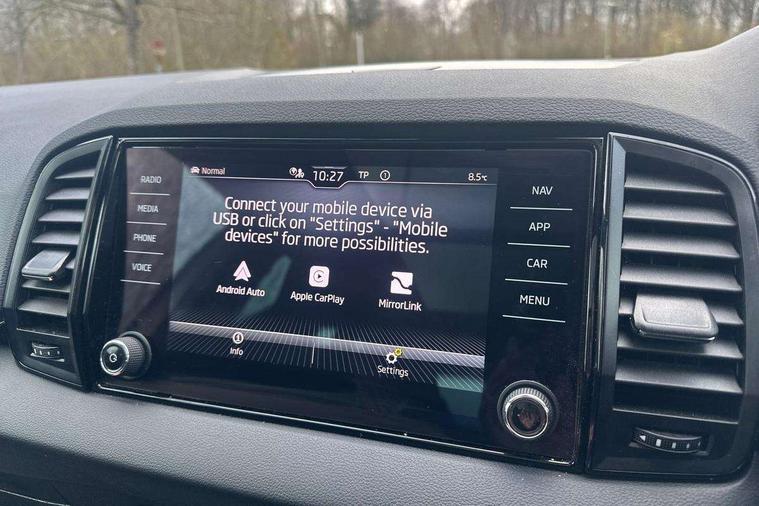 Normal 10:27 TP 8.5°C
Connect your mobile device via
USB or click on "Settings" - "Mobile
devices" for more possibilities.
Android Auto Apple CarPlay MirrorLink
Info Settings
RADIO
MEDIA
PHONE
VOICE
NAV
APP
CAR
MENU